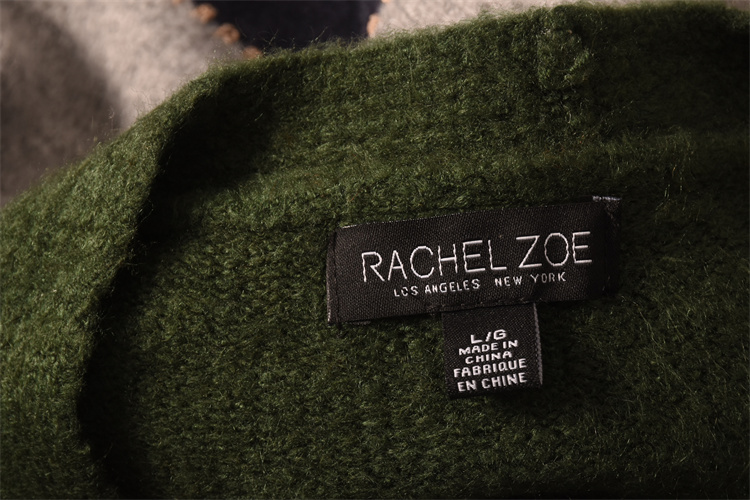 RACHEL ZOE
LOS ANGELES NEW YORK
L/G
MADE IN
CHINA
FABRIQUE
EN CHINE